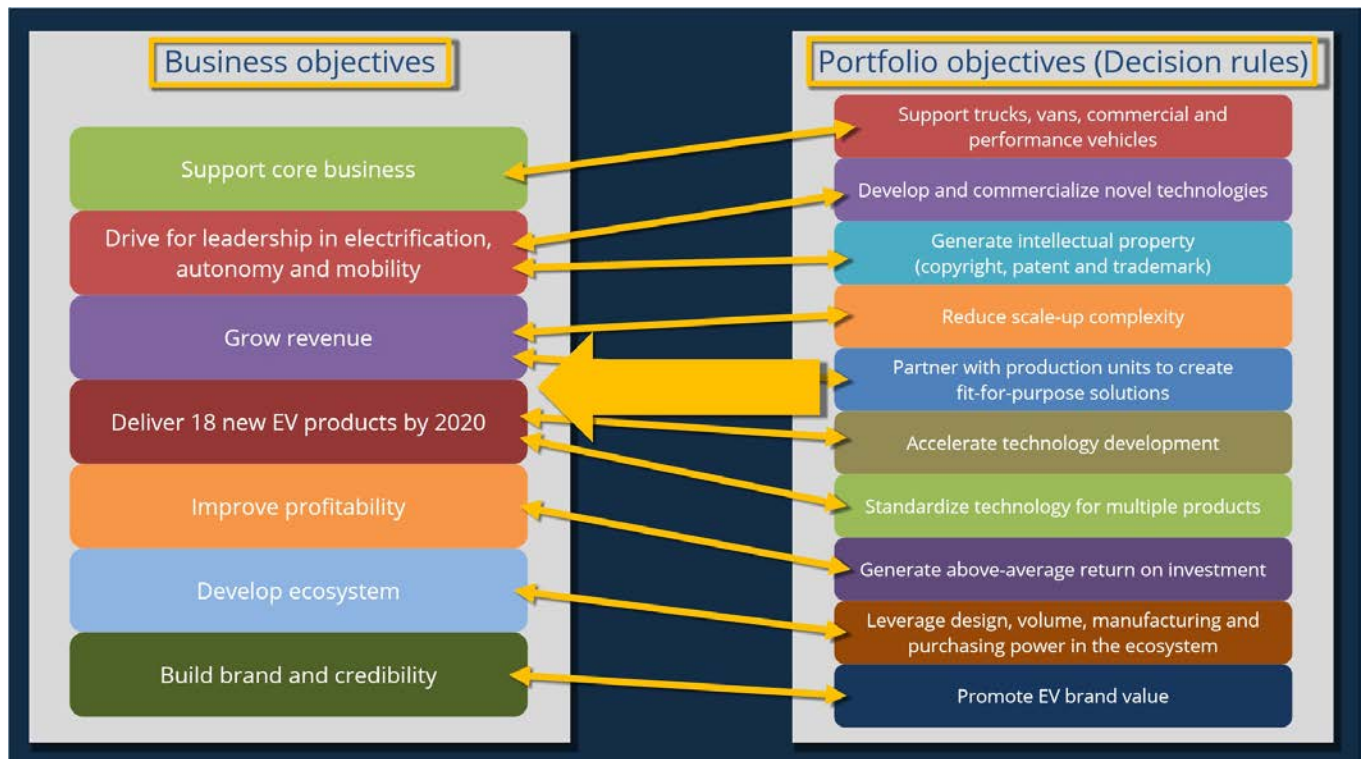 Business objectives
Support core business
Drive for leadership in electrification,
autonomy and mobility
Grow revenue
Deliver 18 new EV products by 2020
Improve profitability
Develop ecosystem
Build brand and credibility
Portfolio objectives (Decision rules)
Support trucks, vans, commercial and
performance vehicles
Develop and commercialize novel technologies
Generate intellectual property
(copyright, patent and trademark)
Reduce scale-up complexity
Partner with production units to create
fit-for-purpose solutions
Accelerate technology development
Standardize technology for multiple products
Generate above-average return on investment
Leverage design, volume, manufacturing and
purchasing power in the ecosystem
Promote EV brand value